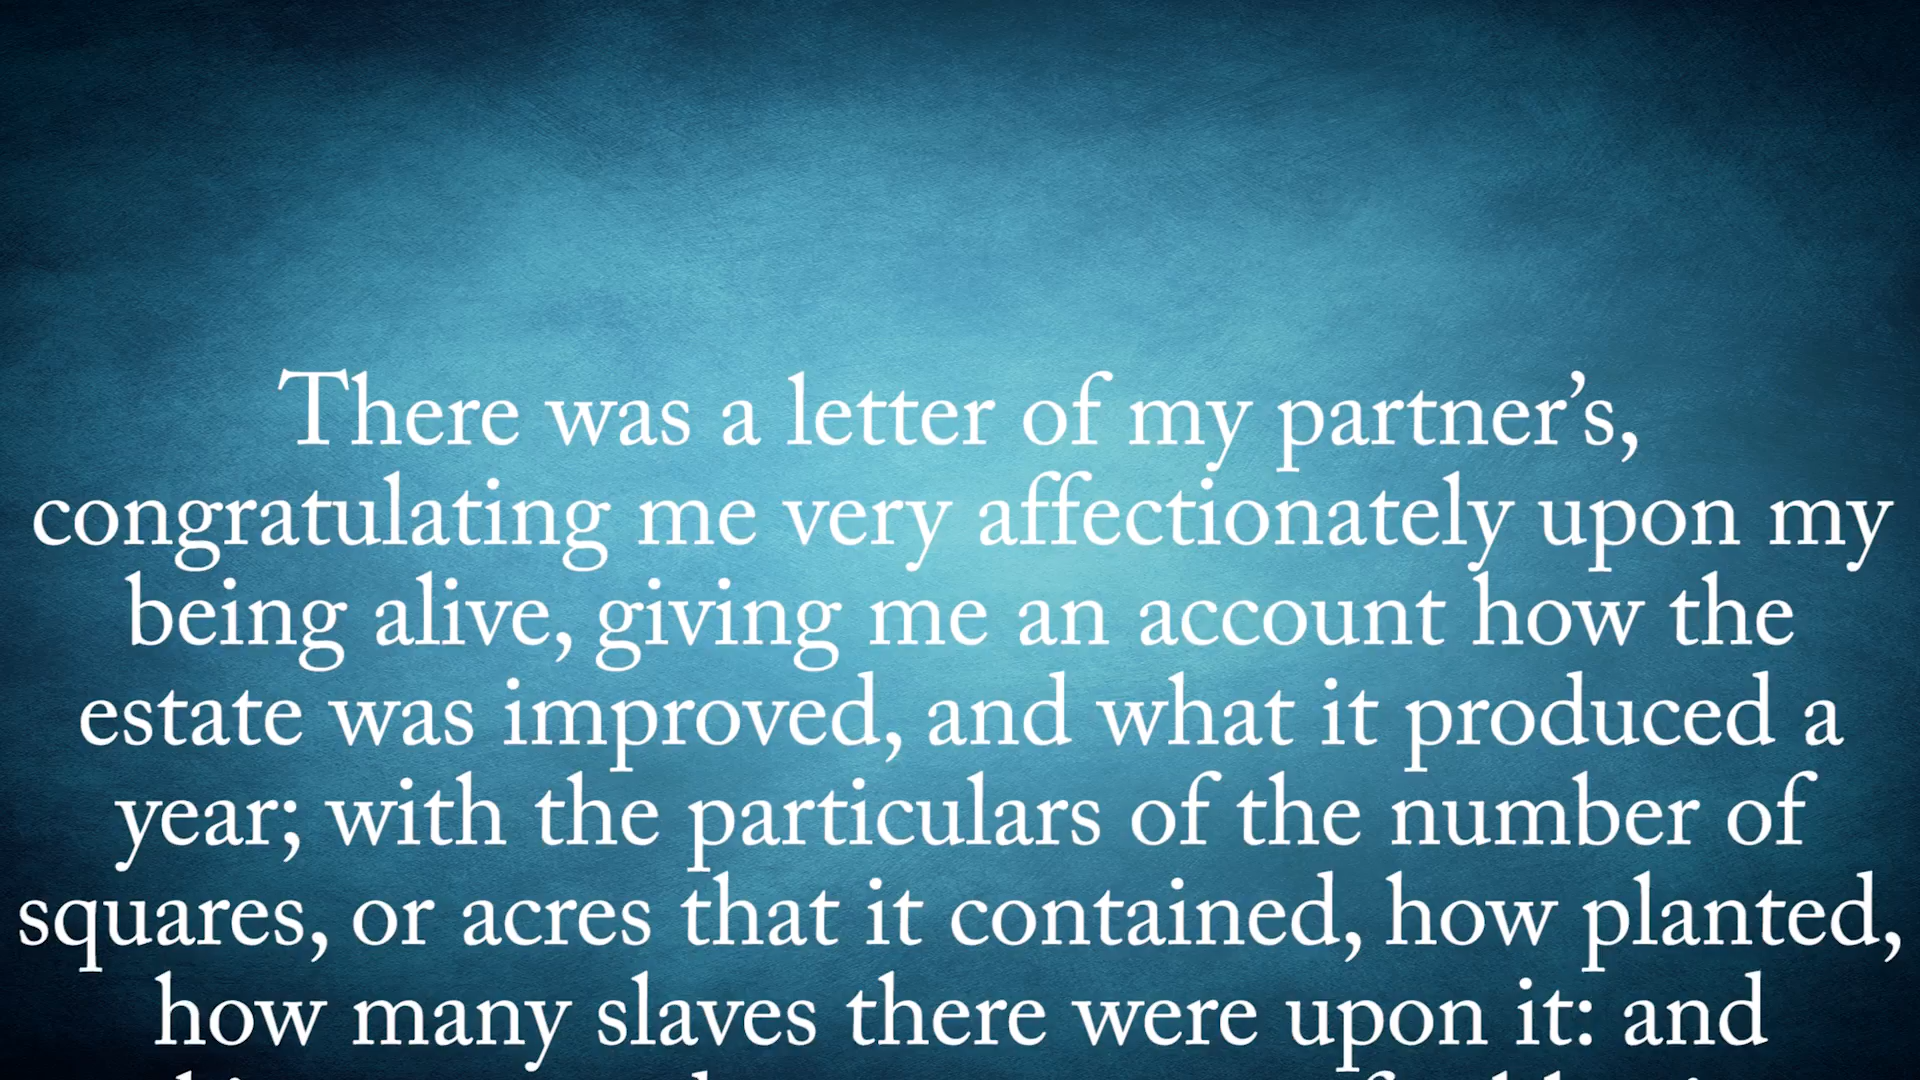 There was a letter of my partner’s,
congratulating me very affectionately upon my
being alive, giving me an account how the
estate was improved, and what it produced a
year; with the particulars of the number of
squares, or acres that it contained, how planted,
how many slaves there were upon it: and